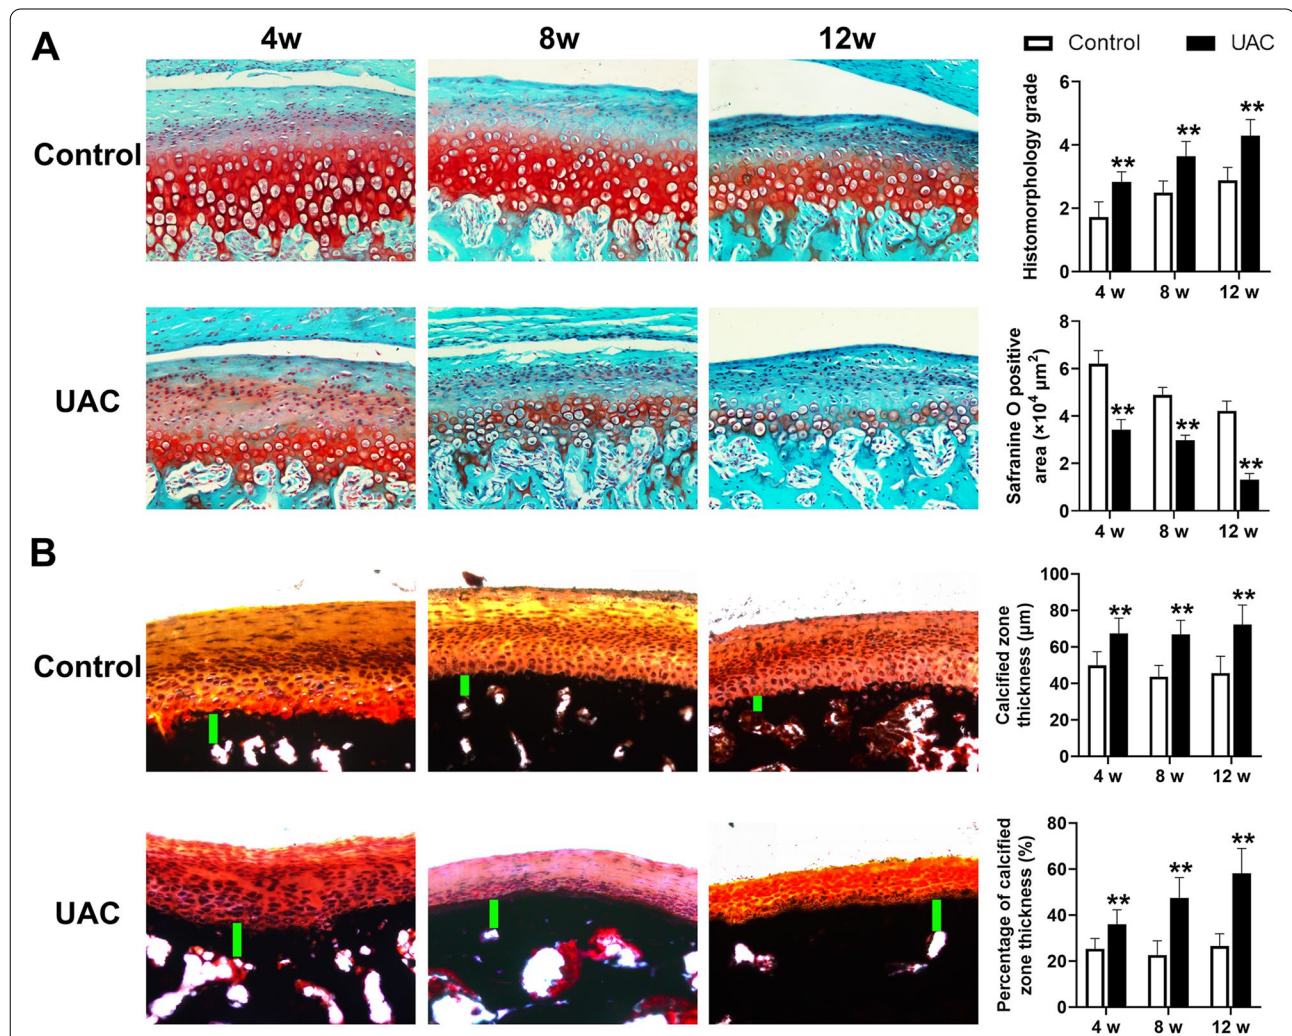 A
4w
8w
12w
Control
UAC
Control
UAC
Histomorphology grade
6
4
2
0
**
**
**
4 w
8 w
12 w
Safranine O positive
area (×10⁴ µm²)
8
6
4
2
0
**
**
**
4 w
8 w
12 w
B
Control
UAC
Calcified zone
thickness (µm)
100
80
60
40
20
0
**
**
**
4 w
8 w
12 w
Percentage of calcified
zone thickness (%)
80
60
40
20
0
**
**
**
4 w
8 w
12 w